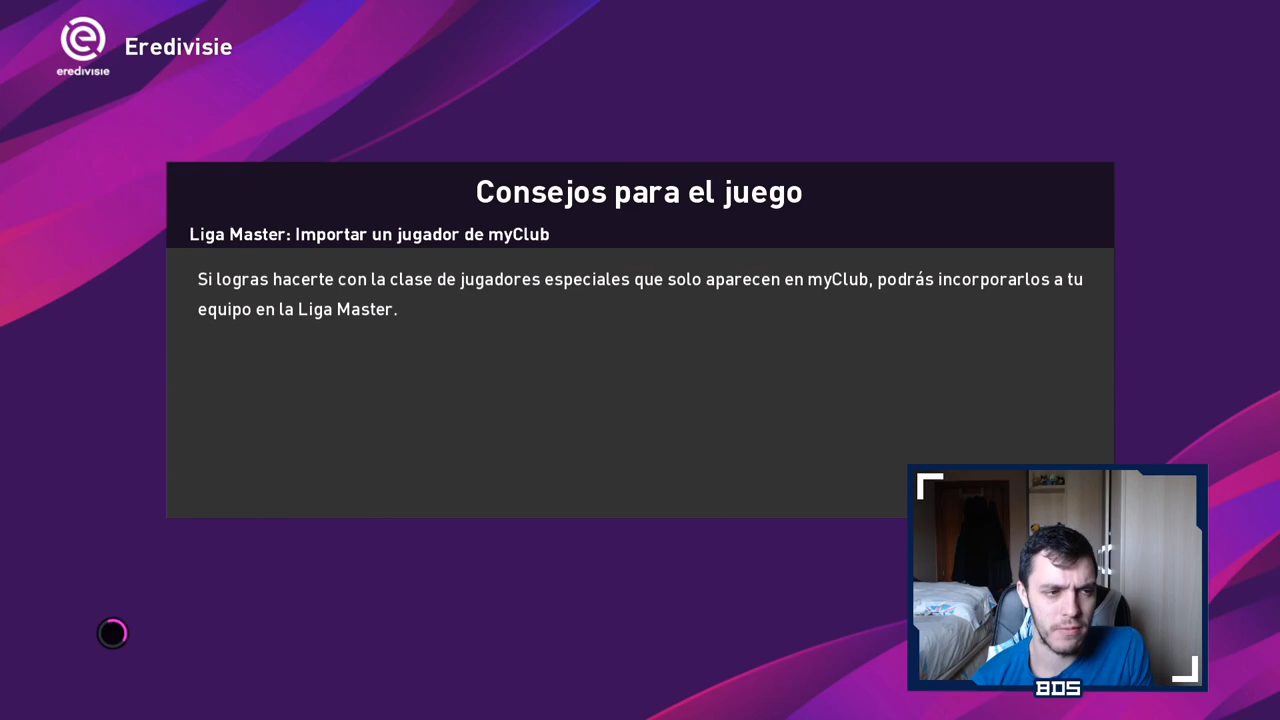 Eredivisie
eredivisie
Consejos para el juego
Liga Master: Importar un jugador de myClub
Si logras hacerte con la clase de jugadores especiales que solo aparecen en myClub, podrás incorporarlos a tu
equipo en la Liga Master.
BDS